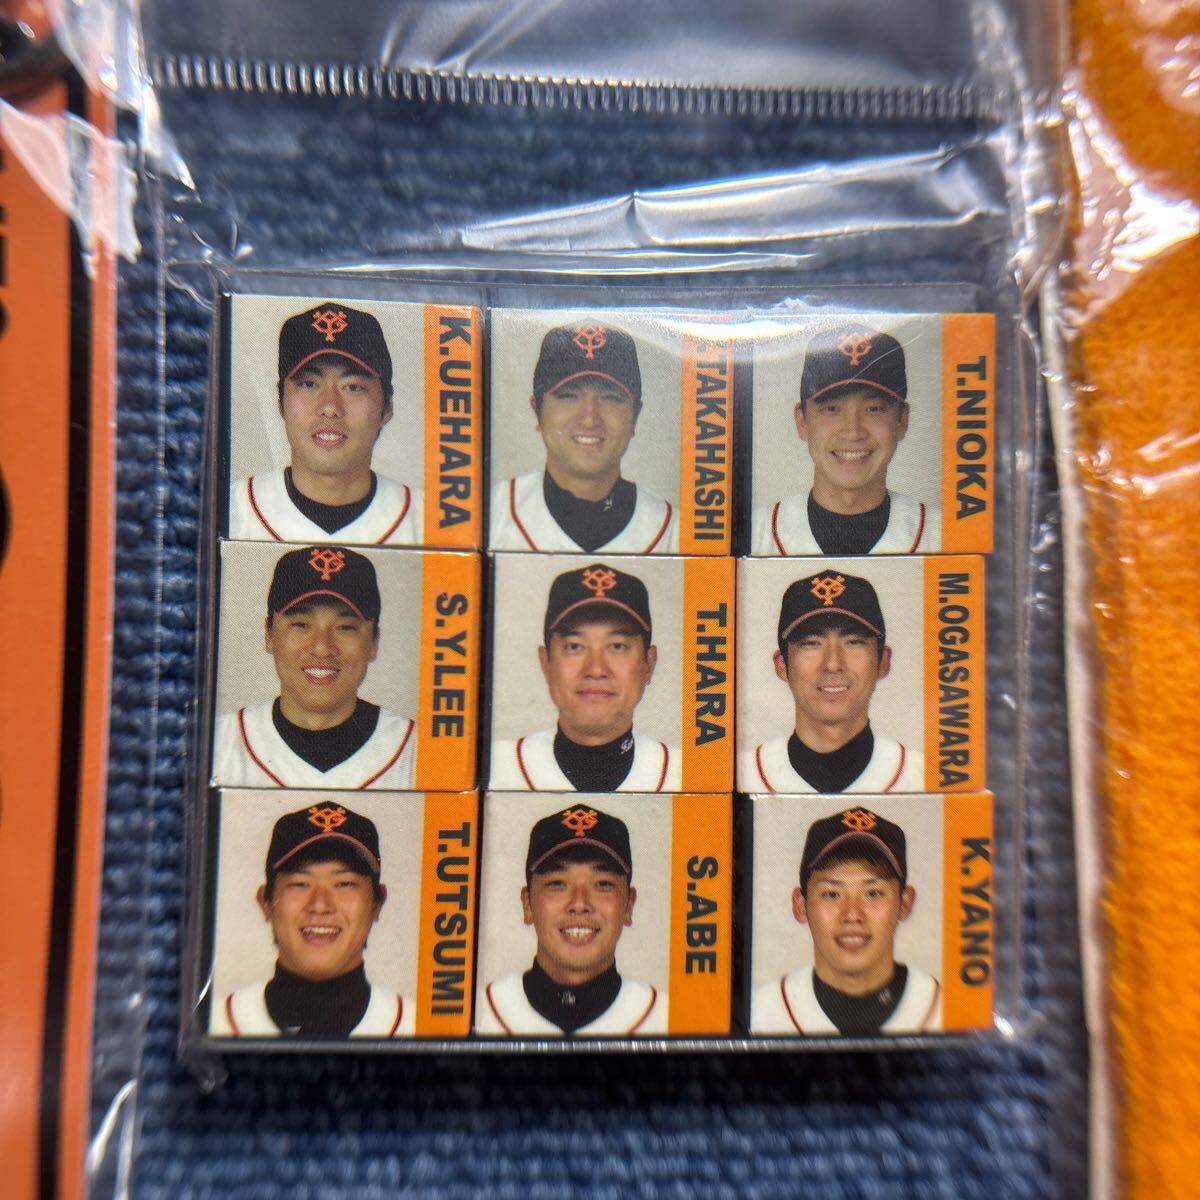 K.UEHARA
.TAKAHASHI
T.NIOKA
S.Y.LEE
T.HARA
M.OGASAWARA
T.UTSUMI
S.ABE
K.YANO